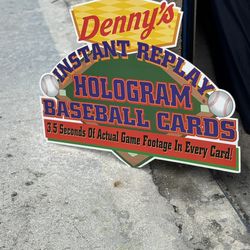 Denny's
INSTANT REPLAY
HOLOGRAM
BASEBALL CARDS
3.5 Seconds Of Actual Game Footage In Every Card!